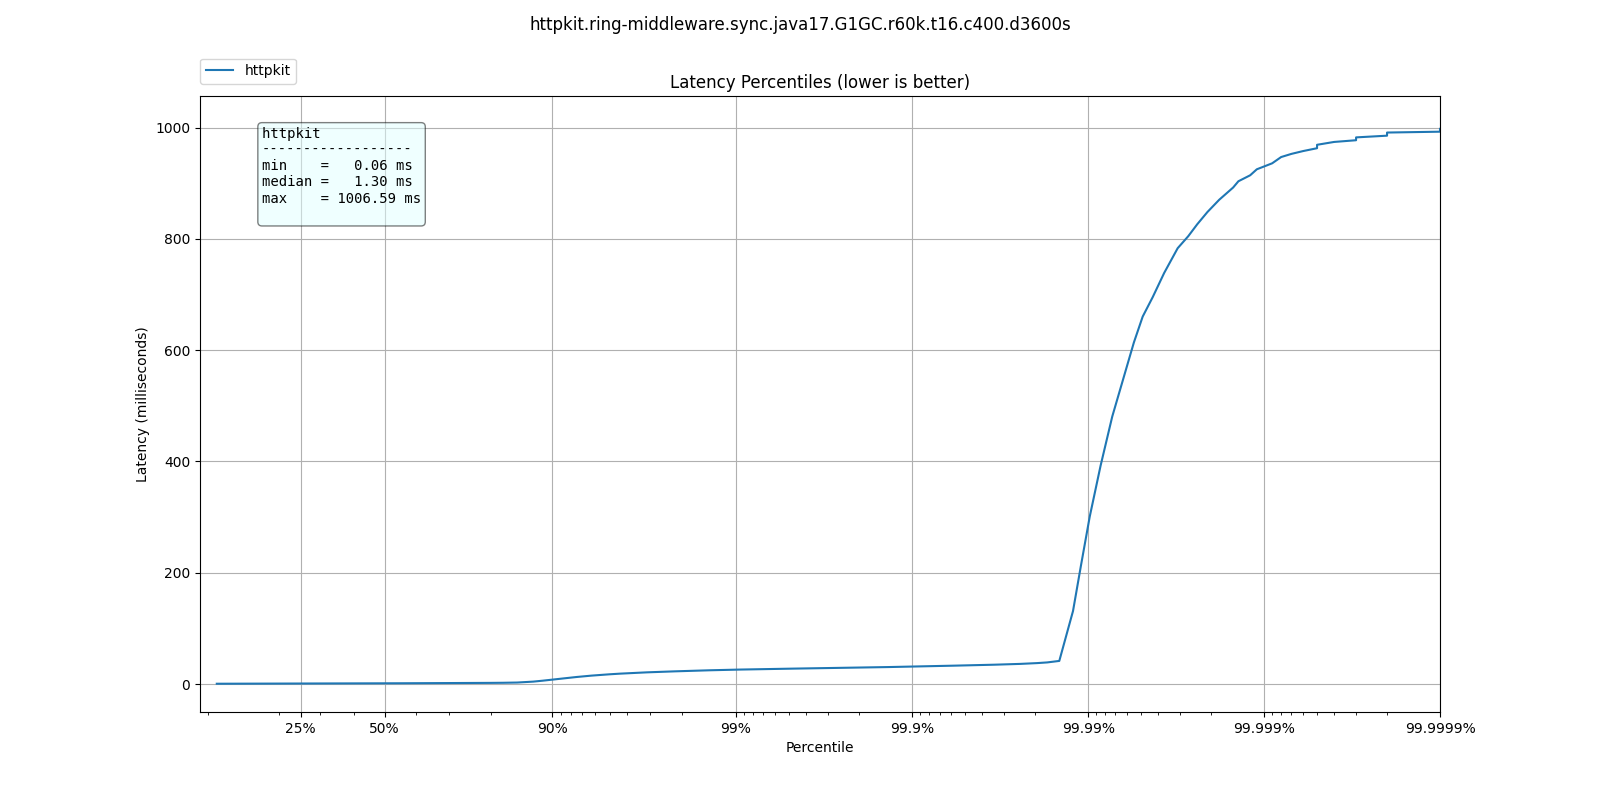 httpkit.ring-middleware.sync.java17.G1GC.r60k.t16.c400.d3600s
httpkit
Latency Percentiles (lower is better)
httpkit
------------------
min    =   0.06 ms
median =   1.30 ms
max    = 1006.59 ms
1000
800
600
400
200
0
Latency (milliseconds)
25% 50% 90% 99% 99.9% 99.99% 99.999% 99.9999%
Percentile